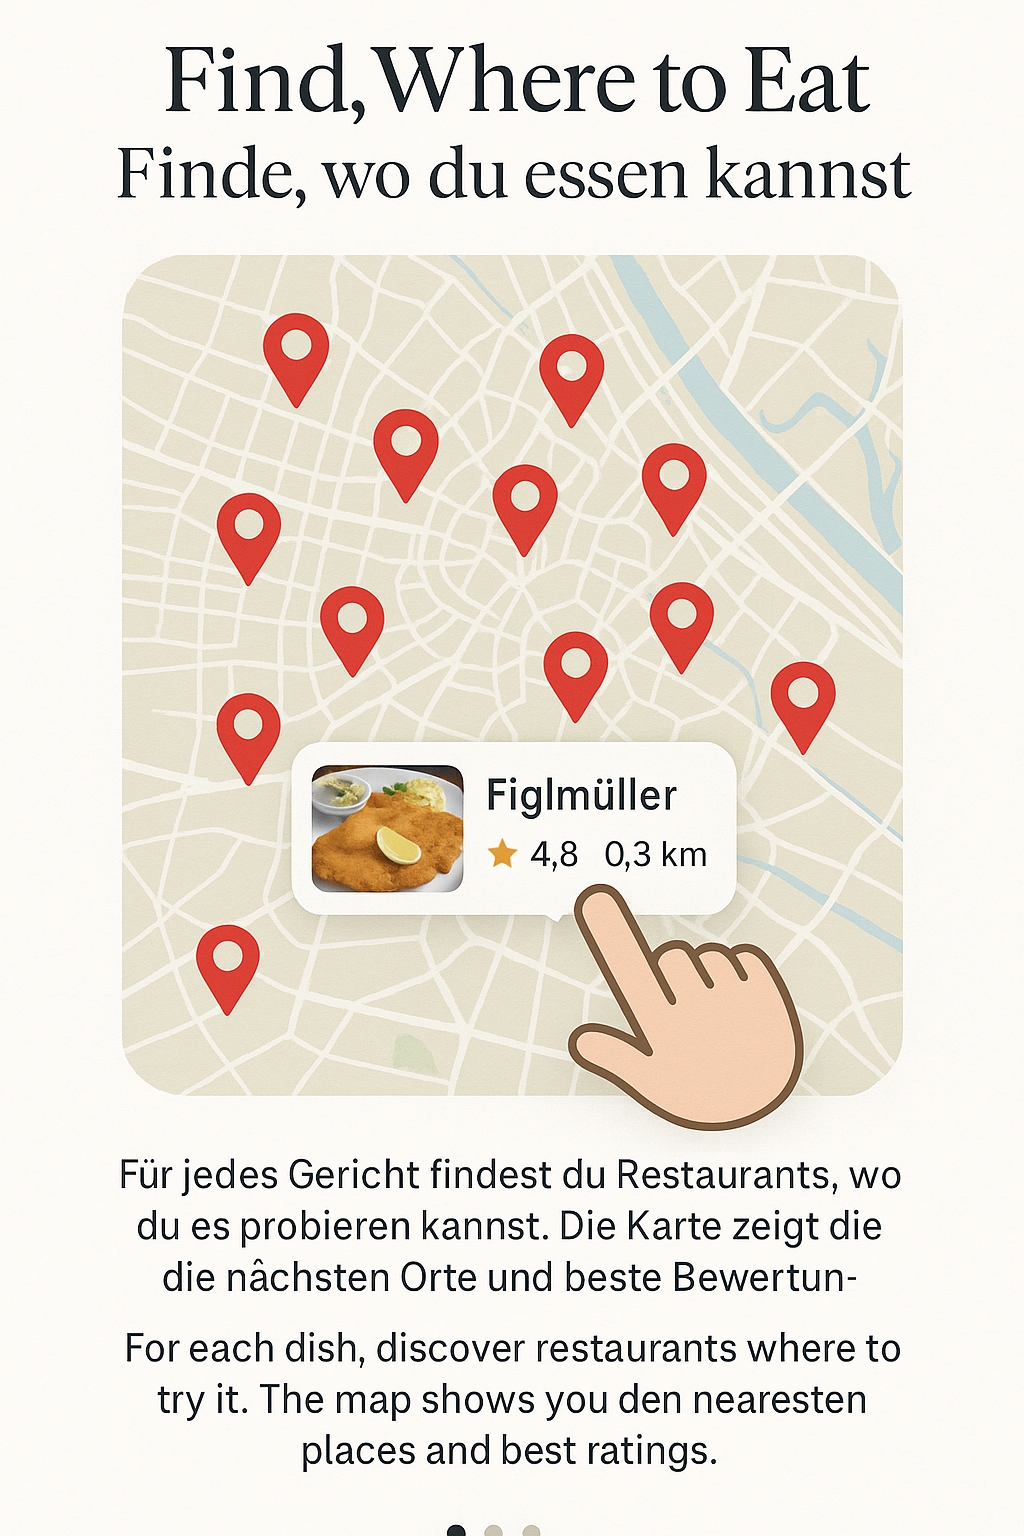 Find, Where to Eat
Finde, wo du essen kannst
Figlmüller
4,8 0,3 km
Für jedes Gericht findest du Restaurants, wo
du es probieren kannst. Die Karte zeigt die
die nâchsten Orte und beste Bewertun-
For each dish, discover restaurants where to
try it. The map shows you den nearesten
places and best ratings.